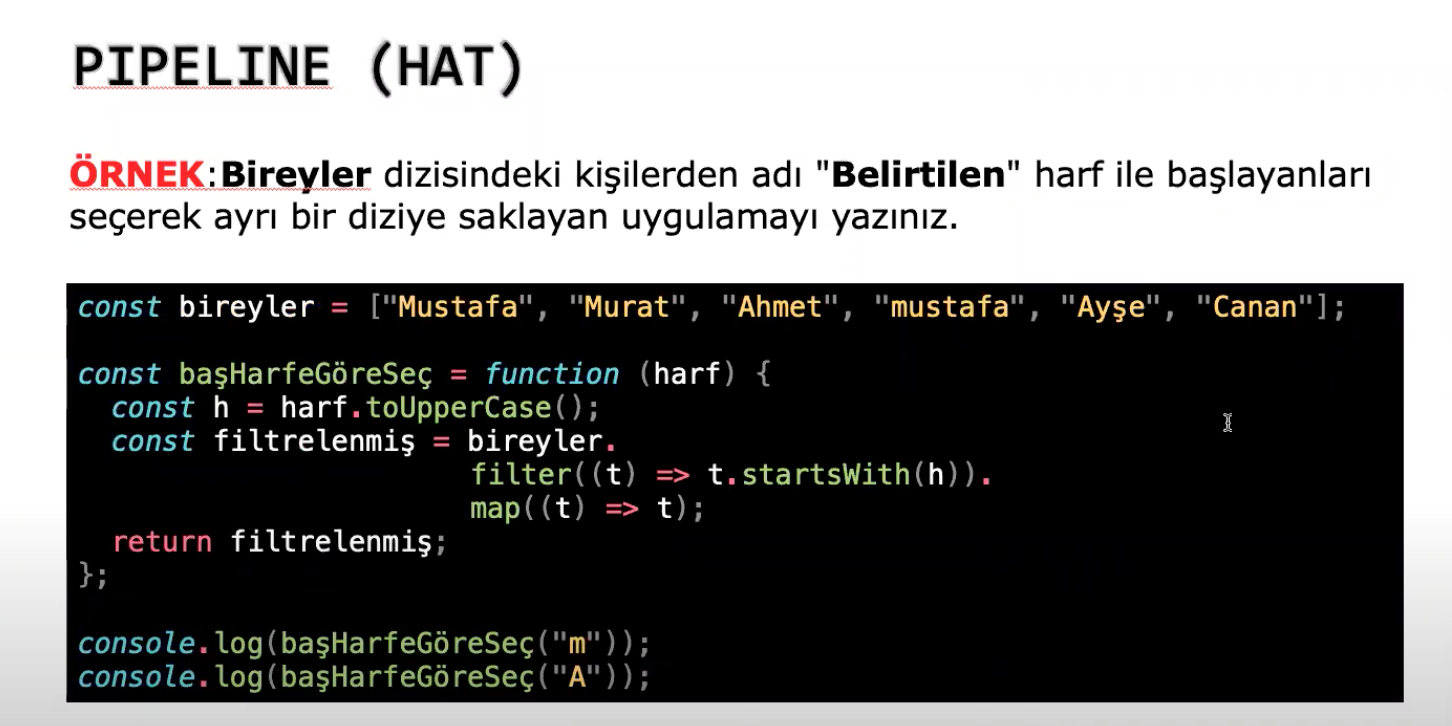 PIPELINE (HAT)
ÖRNEK:Bireyler dizisindeki kişilerden adı "Belirtilen" harf ile başlayanları
seçerek ayrı bir diziye saklayan uygulamayı yazınız.
const bireyler = ["Mustafa", "Murat", "Ahmet", "mustafa", "Ayşe", "Canan"];
const başHarfeGöreSeç = function (harf) {
  const h = harf.toUpperCase();
  const filtrelenmiş = bireyler.
                       filter((t) => t.startsWith(h)).
                       map((t) => t);
  return filtrelenmiş;
};
console.log(başHarfeGöreSeç("m"));
console.log(başHarfeGöreSeç("A"));